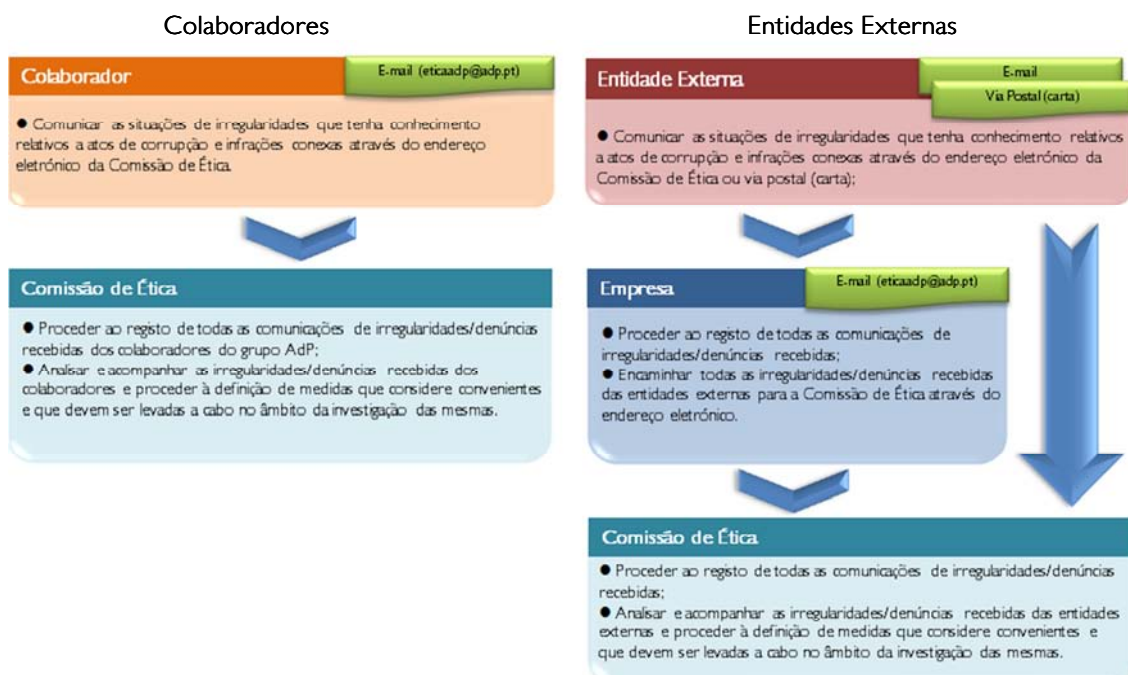 Colaboradores
Colaborador
E-mail (eticaadp@adp.pt)
● Comunicar as situações de irregularidades que tenha conhecimento
relativos a atos de corrupção e infrações conexas através do endereço
eletrónico da Comissão de Ética.
Comissão de Ética
● Proceder ao registo de todas as comunicações de irregularidades/denúncias
recebidas dos colaboradores do grupo AdP;
● Analisar e acompanhar as irregularidades/denúncias recebidas dos
colaboradores e proceder à definição de medidas que considere convenientes
e que devem ser levadas a cabo no âmbito da investigação das mesmas.
Entidades Externas
Entidade Externa
E-mail
Via Postal (carta)
● Comunicar as situações de irregularidades que tenha conhecimento relativos
a atos de corrupção e infrações conexas através do endereço eletrónico da
Comissão de Ética ou via postal (carta);
Empresa
E-mail (eticaadp@adp.pt)
● Proceder ao registo de todas as comunicações de
irregularidades/denúncias recebidas;
● Encaminhar todas as irregularidades/denúncias recebidas
das entidades externas para a Comissão de Ética através do
endereço eletrónico.
Comissão de Ética
● Proceder ao registo de todas as comunicações de irregularidades/denúncias
recebidas;
● Analisar e acompanhar as irregularidades/denúncias recebidas das entidades
externas e proceder à definição de medidas que considere convenientes e
que devem ser levadas a cabo no âmbito da investigação das mesmas.